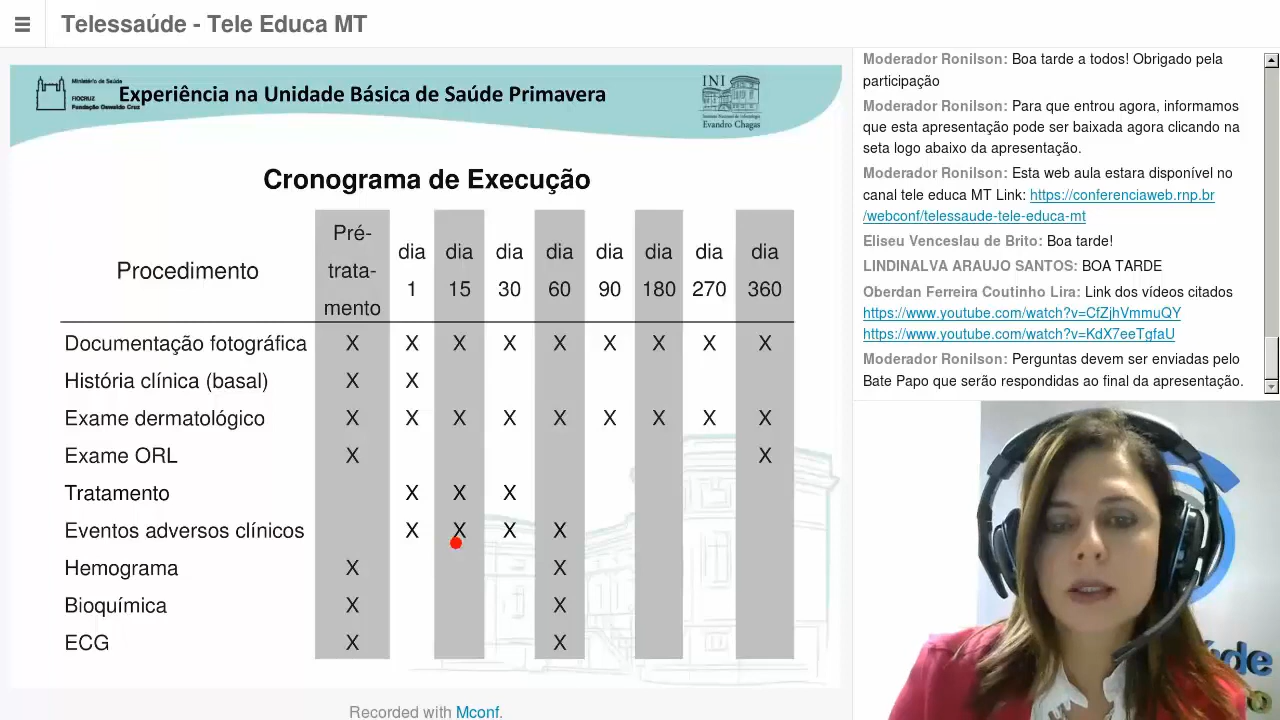 Telessaúde - Tele Educa MT
Ministério da Saúde
FIOCRUZ
Fundação Oswaldo Cruz
Experiência na Unidade Básica de Saúde Primavera
INI
Evandro Chagas
Cronograma de Execução
Procedimento Pré-trata-mento dia 1 dia 15 dia 30 dia 60 dia 90 dia 180 dia 270 dia 360
Documentação fotográfica X X X X X X X X X
História clínica (basal) X X
Exame dermatológico X X X X X X X X X
Exame ORL X X
Tratamento X X X
Eventos adversos clínicos X X X X
Hemograma X X
Bioquímica X X
ECG X X
Recorded with Mconf.
Moderador Ronilson: Boa tarde a todos! Obrigado pela
participação
Moderador Ronilson: Para que entrou agora, informamos
que esta apresentação pode ser baixada agora clicando na
seta logo abaixo da apresentação.
Moderador Ronilson: Esta web aula estara disponível no
canal tele educa MT Link: https://conferenciaweb.rnp.br
/webconf/telessaude-tele-educa-mt
Eliseu Venceslau de Brito: Boa tarde!
LINDINALVA ARAUJO SANTOS: BOA TARDE
Oberdan Ferreira Coutinho Lira: Link dos vídeos citados
https://www.youtube.com/watch?v=CfZjhVmmuQY
https://www.youtube.com/watch?v=KdX7eeTgfaU
Moderador Ronilson: Perguntas devem ser enviadas pelo
Bate Papo que serão respondidas ao final da apresentação.